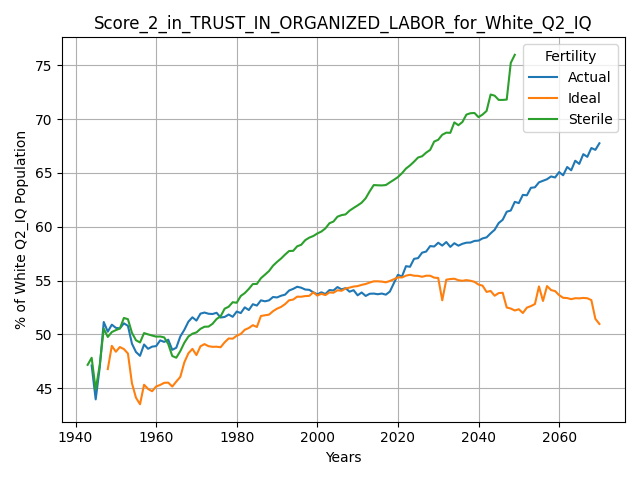 Score_2_in_TRUST_IN_ORGANIZED_LABOR_for_White_Q2_IQ
Fertility
Actual
Ideal
Sterile
% of White Q2_IQ Population
75
70
65
60
55
50
45
1940 1960 1980 2000 2020 2040 2060
Years